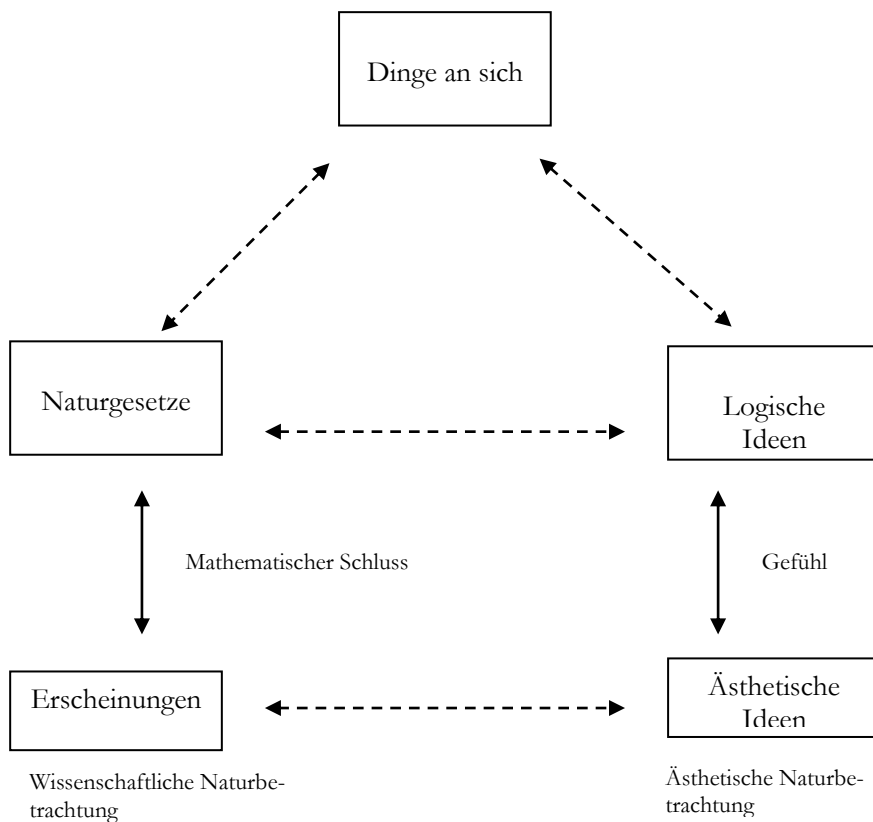 Dinge an sich
Naturgesetze
Logische
Ideen
Mathematischer Schluss
Gefühl
Erscheinungen
Ästhetische
Ideen
Wissenschaftliche Naturbe-
trachtung
Ästhetische Naturbe-
trachtung